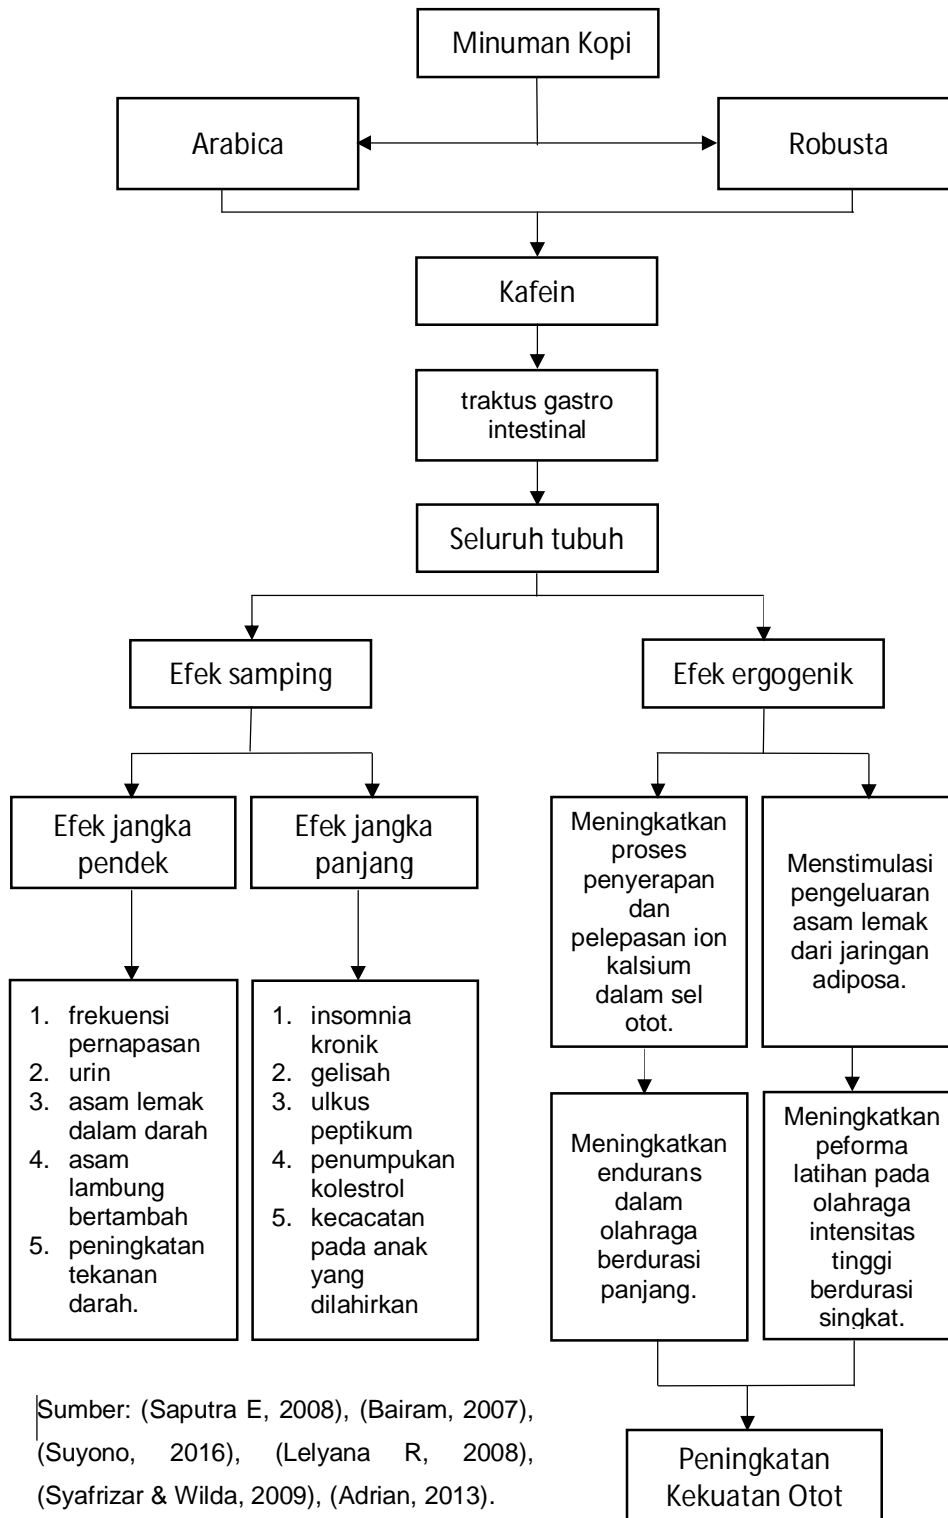 Minuman Kopi
Arabica
Robusta
Kafein
traktus gastro
intestinal
Seluruh tubuh
Efek samping
Efek ergogenik
Efek jangka
pendek
Efek jangka
panjang
Meningkatkan
proses
penyerapan
dan
pelepasan ion
kalsium
dalam sel
otot.
Menstimulasi
pengeluaran
asam lemak
dari jaringan
adiposa.
1. frekuensi
pernapasan
2. urin
3. asam lemak
dalam darah
4. asam
lambung
bertambah
5. peningkatan
tekanan
darah.
1. insomnia
kronik
2. gelisah
3. ulkus
peptikum
4. penumpukan
kolestrol
5. kecacatan
pada anak
yang
dilahirkan
Meningkatkan
endurans
dalam
olahraga
berdurasi
panjang.
Meningkatkan
peforma
latihan pada
olahraga
intensitas
tinggi
berdurasi
singkat.
Sumber: (Saputra E, 2008), (Bairam, 2007),
(Suyono, 2016), (Lelyana R, 2008),
(Syafrizar & Wilda, 2009), (Adrian, 2013).
Peningkatan
Kekuatan Otot